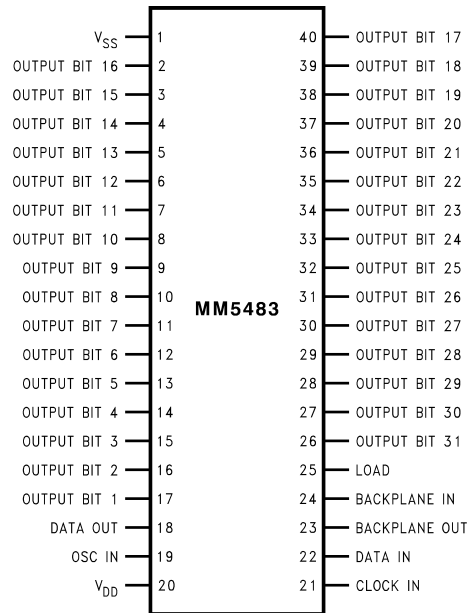 V_SS 1 40 OUTPUT BIT 17
OUTPUT BIT 16 2 39 OUTPUT BIT 18
OUTPUT BIT 15 3 38 OUTPUT BIT 19
OUTPUT BIT 14 4 37 OUTPUT BIT 20
OUTPUT BIT 13 5 36 OUTPUT BIT 21
OUTPUT BIT 12 6 35 OUTPUT BIT 22
OUTPUT BIT 11 7 34 OUTPUT BIT 23
OUTPUT BIT 10 8 33 OUTPUT BIT 24
OUTPUT BIT 9 9 32 OUTPUT BIT 25
OUTPUT BIT 8 10 31 OUTPUT BIT 26
MM5483
OUTPUT BIT 7 11 30 OUTPUT BIT 27
OUTPUT BIT 6 12 29 OUTPUT BIT 28
OUTPUT BIT 5 13 28 OUTPUT BIT 29
OUTPUT BIT 4 14 27 OUTPUT BIT 30
OUTPUT BIT 3 15 26 OUTPUT BIT 31
OUTPUT BIT 2 16 25 LOAD
OUTPUT BIT 1 17 24 BACKPLANE IN
DATA OUT 18 23 BACKPLANE OUT
OSC IN 19 22 DATA IN
V_DD 20 21 CLOCK IN